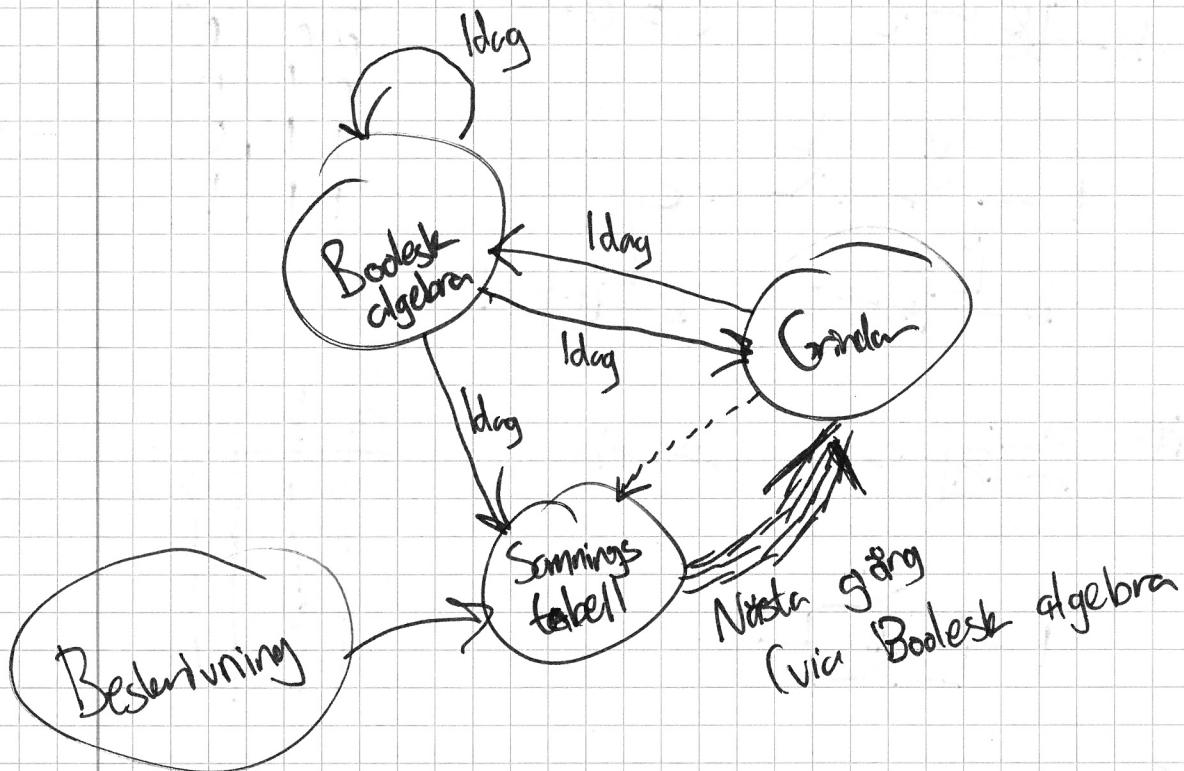 Idag
Boolesk
algebra
Idag
Idag
Grindar
Idag
Sannings
tabell
Beskrivning
Nästa gång
(via Boolesk algebra